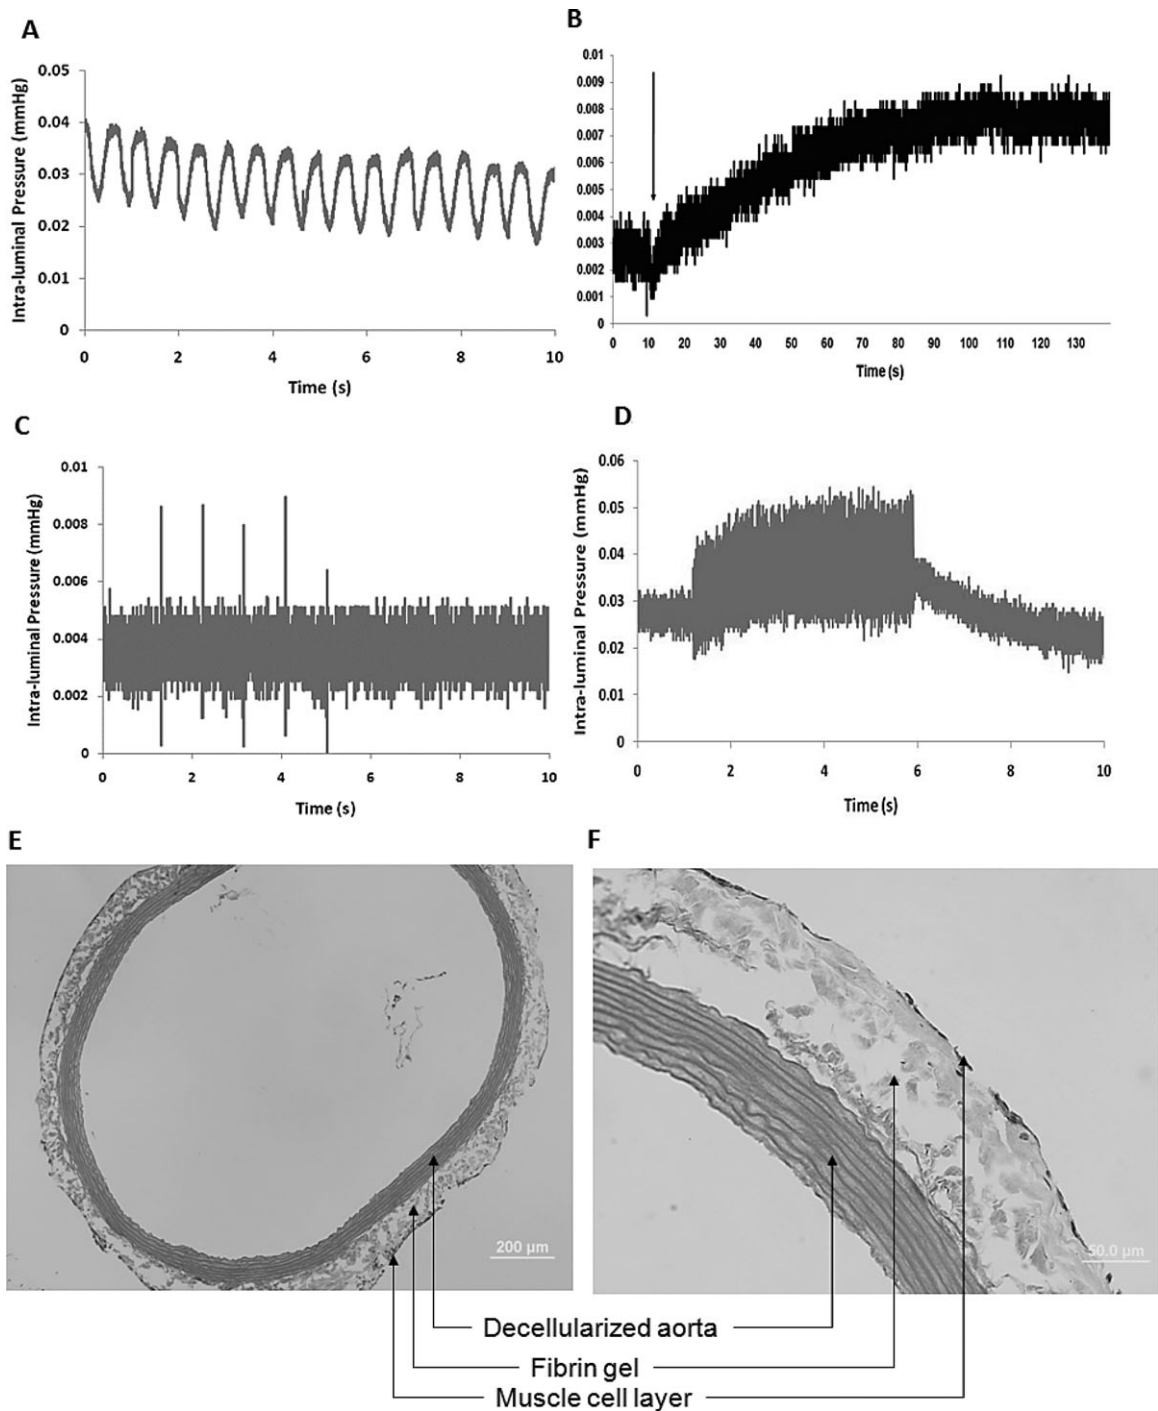 A
Intra-luminal Pressure (mmHg)
0.05
0.04
0.03
0.02
0.01
0
0 2 4 6 8 10
Time (s)
B
0.01
0.009
0.008
0.007
0.006
0.005
0.004
0.003
0.002
0.001
0
0 10 20 30 40 50 60 70 80 90 100 110 120 130
Time (s)
C
Intra-luminal Pressure (mmHg)
0.01
0.008
0.006
0.004
0.002
0
0 2 4 6 8 10
Time (s)
D
Intra-luminal Pressure (mmHg)
0.06
0.05
0.04
0.03
0.02
0.01
0
0 2 4 6 8 10
Time (s)
E
200 µm
F
50.0 µm
Decellularized aorta
Fibrin gel
Muscle cell layer